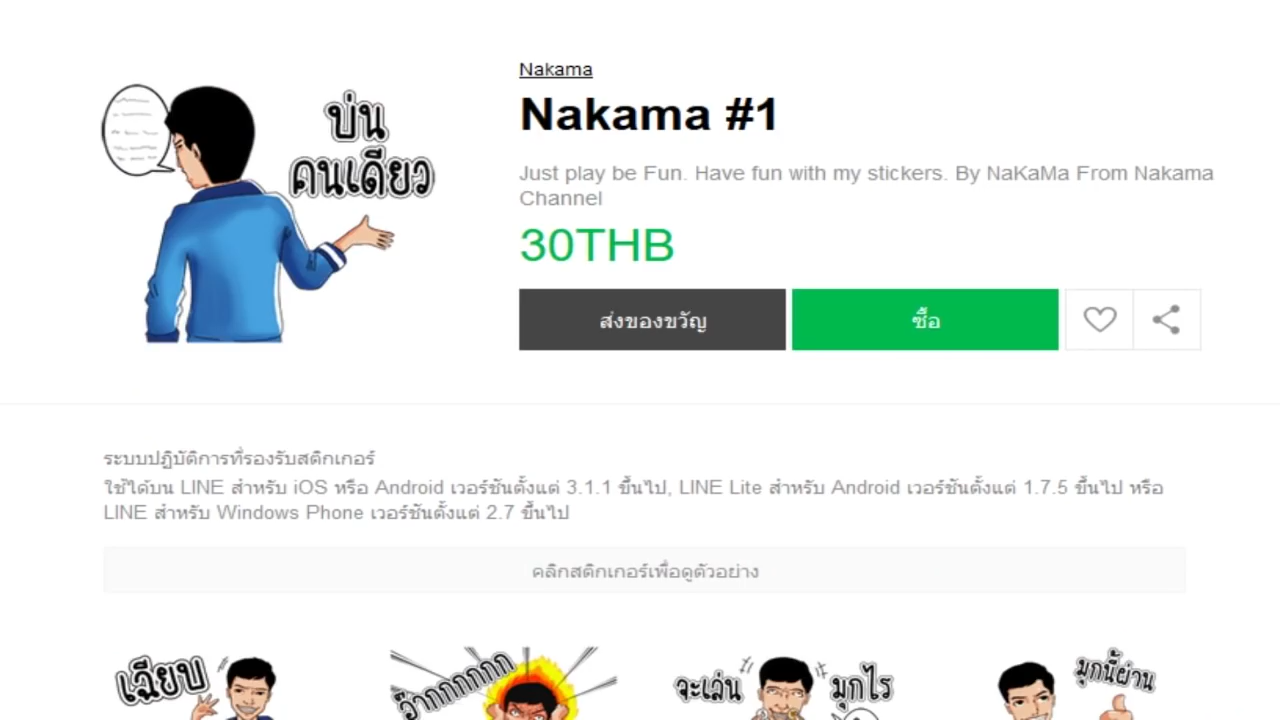 บ่น
คนเดียว
Nakama
Nakama #1
Just play be Fun. Have fun with my stickers. By NaKaMa From Nakama
Channel
30THB
ส่งของขวัญ
ซื้อ
ระบบปฏิบัติการที่รองรับสติกเกอร์
ใช้ได้บน LINE สำหรับ iOS หรือ Android เวอร์ชันตั้งแต่ 3.1.1 ขึ้นไป, LINE Lite สำหรับ Android เวอร์ชันตั้งแต่ 1.7.5 ขึ้นไป หรือ
LINE สำหรับ Windows Phone เวอร์ชันตั้งแต่ 2.7 ขึ้นไป
คลิกสติกเกอร์เพื่อดูตัวอย่าง
เฉียบ
อ๊ากกกกกกก
จะเล่น
มุกไร
มุกนี้ผ่าน